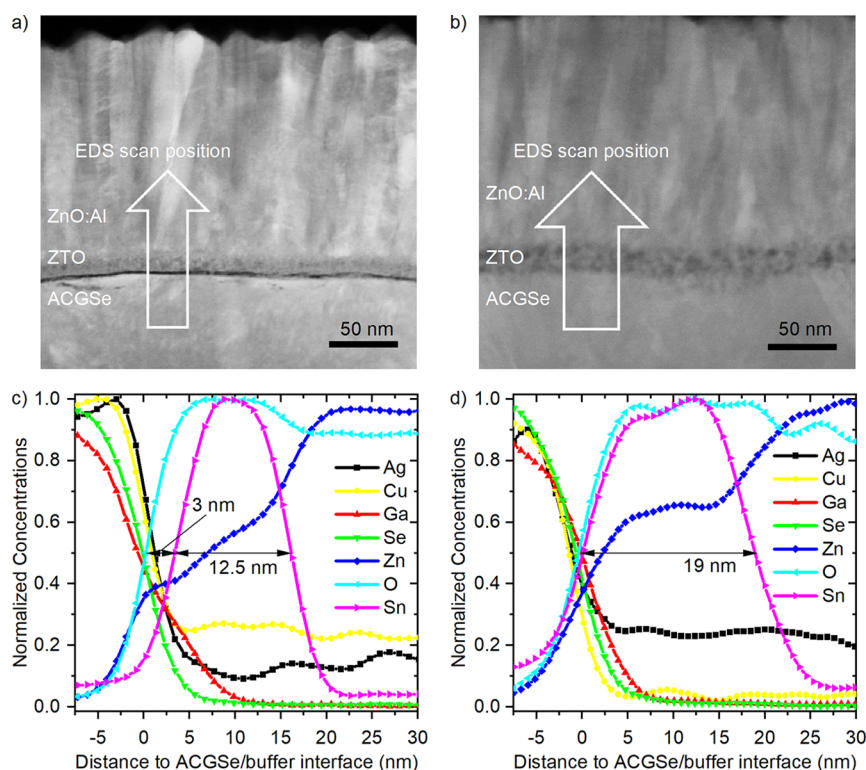 a)
EDS scan position
ZnO:Al
ZTO
ACGSe
50 nm
b)
EDS scan position
ZnO:Al
ZTO
ACGSe
50 nm
c)
Normalized Concentrations
1.0
0.8
0.6
0.4
0.2
0.0
3 nm
12.5 nm
Ag
Cu
Ga
Se
Zn
O
Sn
-5 0 5 10 15 20 25 30
Distance to ACGSe/buffer interface (nm)
d)
Normalized Concentrations
1.0
0.8
0.6
0.4
0.2
0.0
19 nm
Ag
Cu
Ga
Se
Zn
O
Sn
-5 0 5 10 15 20 25 30
Distance to ACGSe/buffer interface (nm)